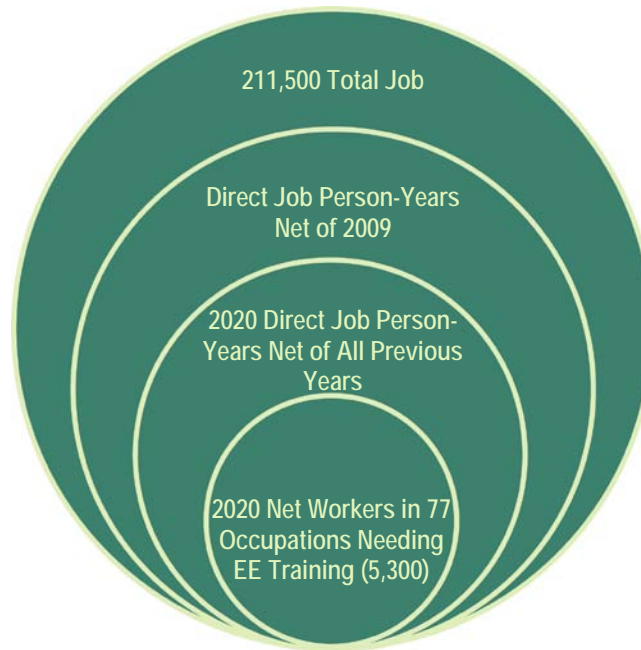 211,500 Total Job
Direct Job Person-Years
Net of 2009
2020 Direct Job Person-
Years Net of All Previous
Years
2020 Net Workers in 77
Occupations Needing
EE Training (5,300)